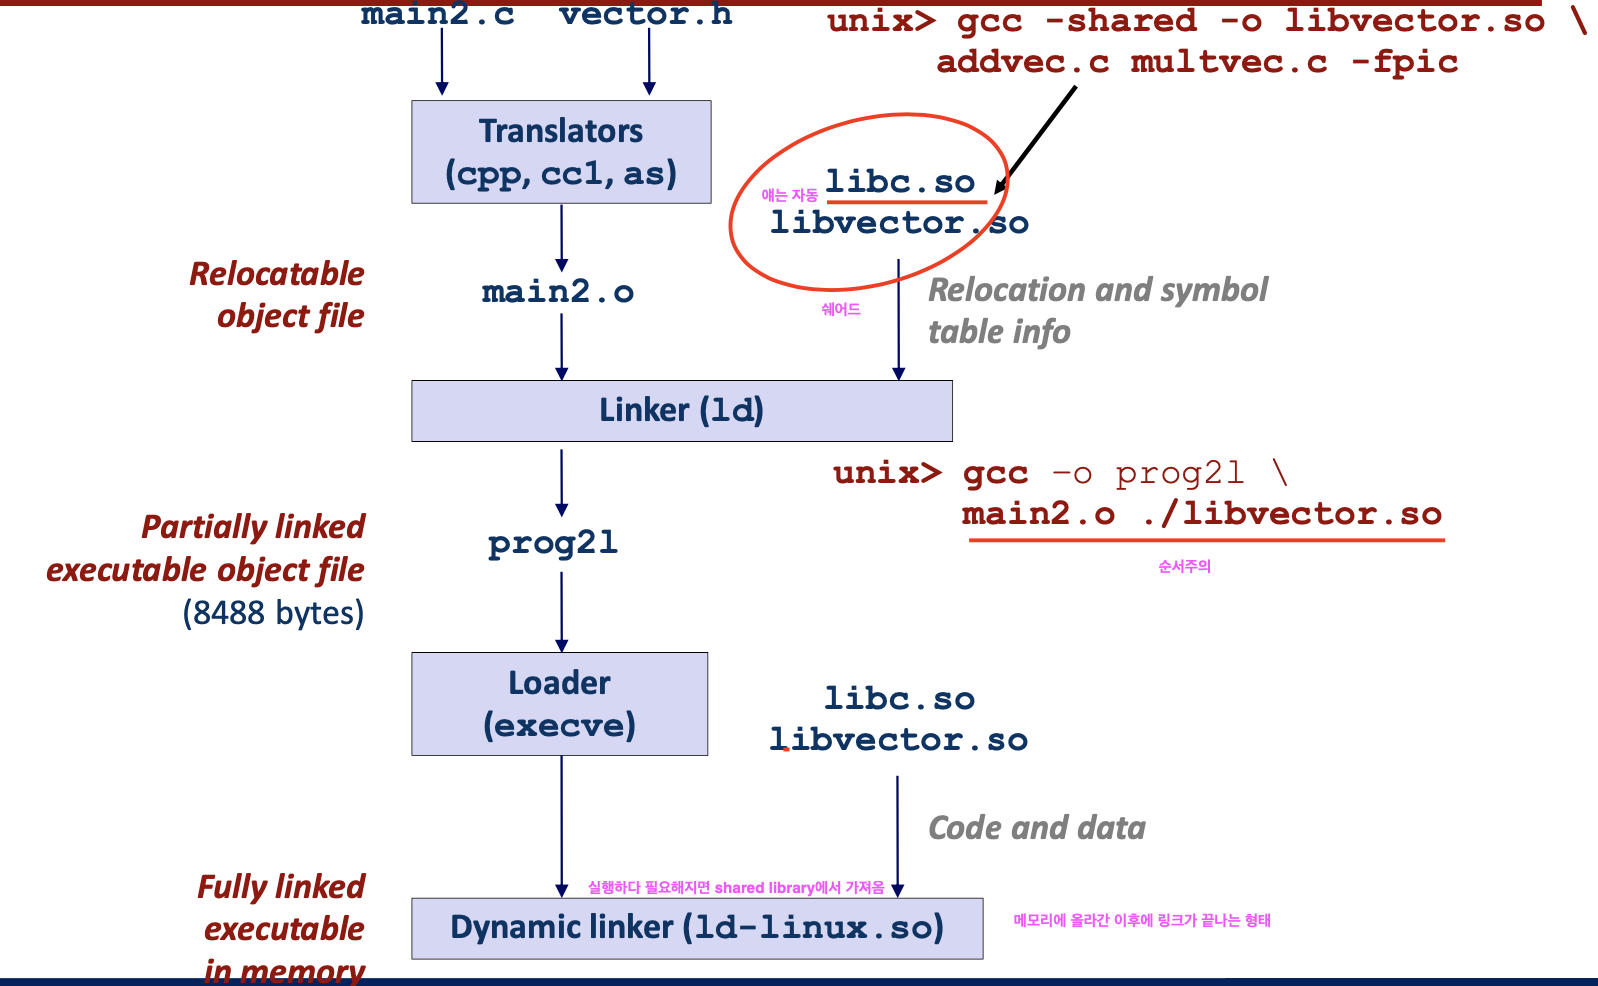 main2.c vector.h
unix> gcc -shared -o libvector.so \
addvec.c multvec.c -fpic
Translators
(cpp, cc1, as)
얘는 자동 libc.so
libvector.so
쉐어드
Relocatable
object file
main2.o
Relocation and symbol
table info
Linker (ld)
unix> gcc -o prog2l \
main2.o ./libvector.so
순서주의
Partially linked
executable object file
(8488 bytes)
prog2l
Loader
(execve)
libc.so
libvector.so
Code and data
Fully linked
executable
in memory
실행하다 필요해지면 shared library에서 가져옴
Dynamic linker (ld-linux.so)
메모리에 올라간 이후에 링크가 끝나는 형태